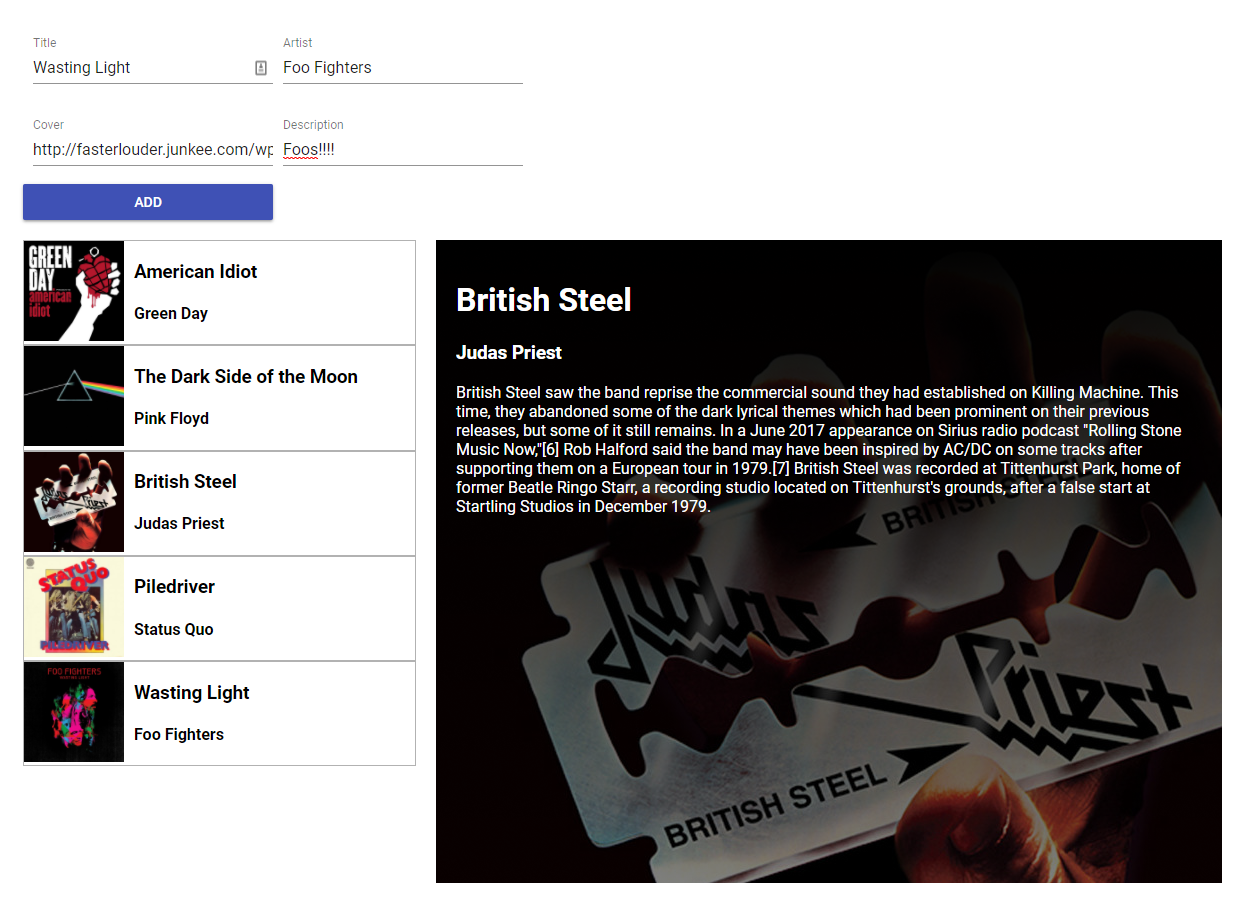 Title
Artist
Wasting Light
Foo Fighters
Cover
Description
http://fasterlouder.junkee.com/wp
Foos!!!!
ADD
GREEN
DAY
american
idiot
American Idiot
Green Day
The Dark Side of the Moon
Pink Floyd
British Steel
Judas Priest
STATUS
QUO
PILEDRIVER
Piledriver
Status Quo
FOO FIGHTERS
WASTING LIGHT
Wasting Light
Foo Fighters
British Steel
Judas Priest
British Steel saw the band reprise the commercial sound they had established on Killing Machine. This
time, they abandoned some of the dark lyrical themes which had been prominent on their previous
releases, but some of it still remains. In a June 2017 appearance on Sirius radio podcast "Rolling Stone
Music Now,"[6] Rob Halford said the band may have been inspired by AC/DC on some tracks after
supporting them on a European tour in 1979.[7] British Steel was recorded at Tittenhurst Park, home of
former Beatle Ringo Starr, a recording studio located on Tittenhurst's grounds, after a false start at
Startling Studios in December 1979.
BRITISH STEEL
Judas
Priest
BRITISH STEEL